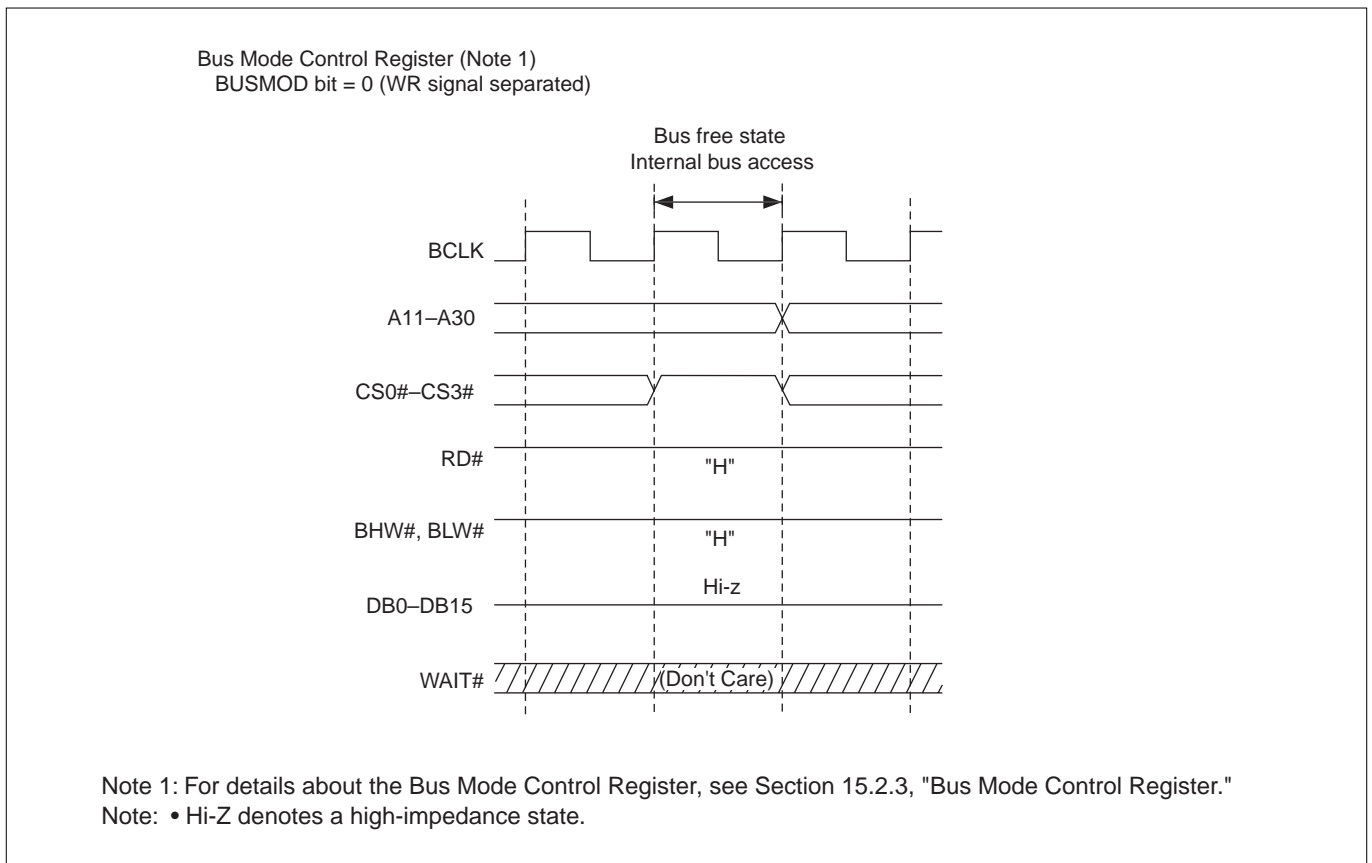 Bus Mode Control Register (Note 1)
BUSMOD bit = 0 (WR signal separated)
Bus free state
Internal bus access
BCLK
A11–A30
CS0#–CS3#
RD#
"H"
BHW#, BLW#
"H"
Hi-z
DB0–DB15
WAIT#
(Don't Care)
Note 1: For details about the Bus Mode Control Register, see Section 15.2.3, "Bus Mode Control Register."
Note: • Hi-Z denotes a high-impedance state.